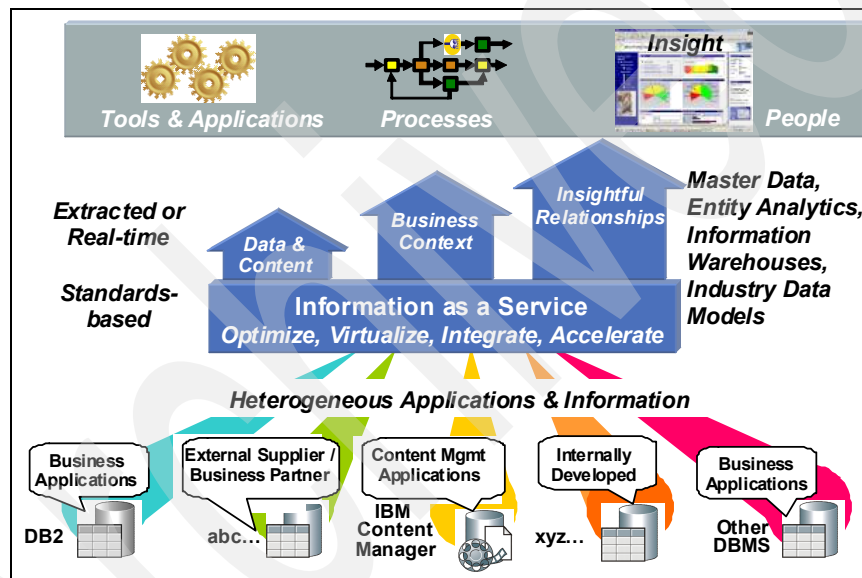 Insight
Tools & Applications
Processes
People
Extracted or
Real-time
Standards-
based
Data &
Content
Business
Context
Insightful
Relationships
Master Data,
Entity Analytics,
Information
Warehouses,
Industry Data
Models
Information as a Service
Optimize, Virtualize, Integrate, Accelerate
Heterogeneous Applications & Information
Business
Applications
DB2
External Supplier /
Business Partner
abc...
Content Mgmt
Applications
IBM
Content
Manager
Internally
Developed
xyz...
Business
Applications
Other
DBMS